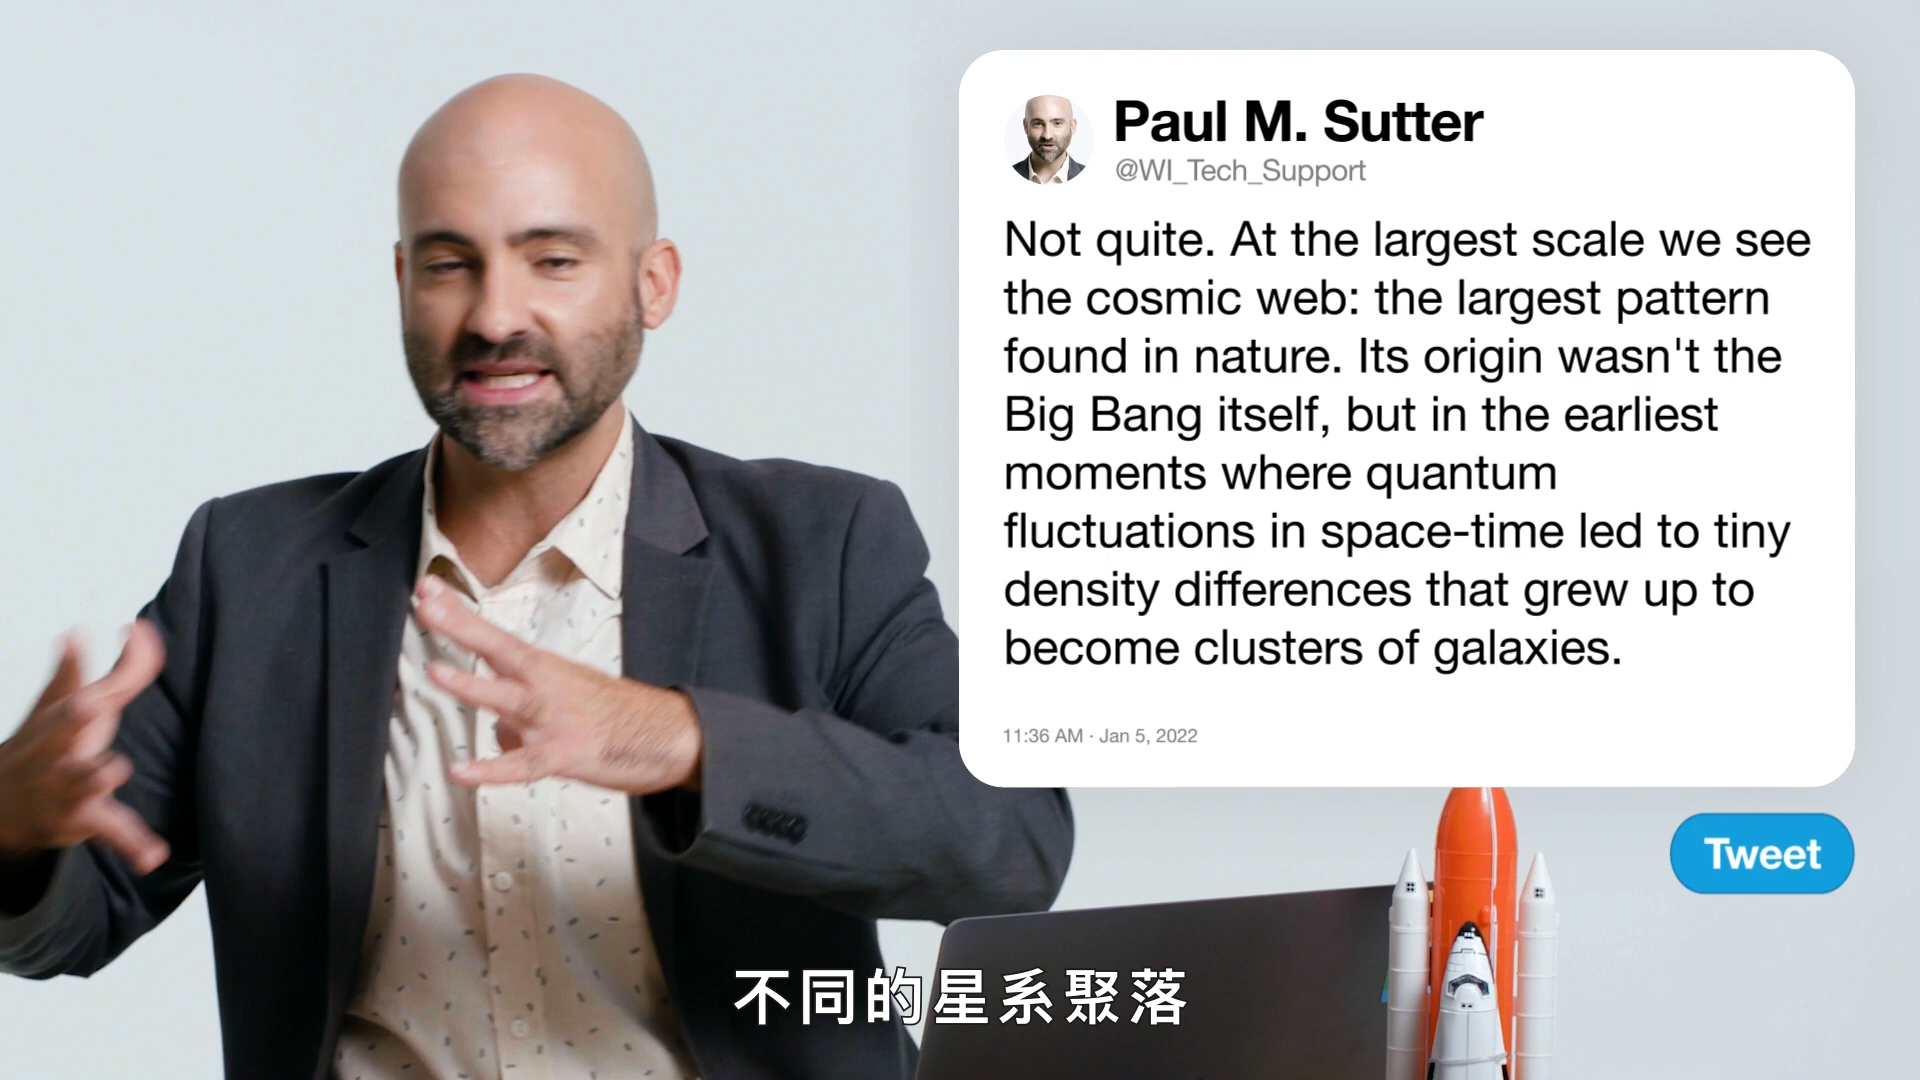 Paul M. Sutter
@WI_Tech_Support
Not quite. At the largest scale we see
the cosmic web: the largest pattern
found in nature. Its origin wasn't the
Big Bang itself, but in the earliest
moments where quantum
fluctuations in space-time led to tiny
density differences that grew up to
become clusters of galaxies.
11:36 AM · Jan 5, 2022
Tweet
不同的星系聚落